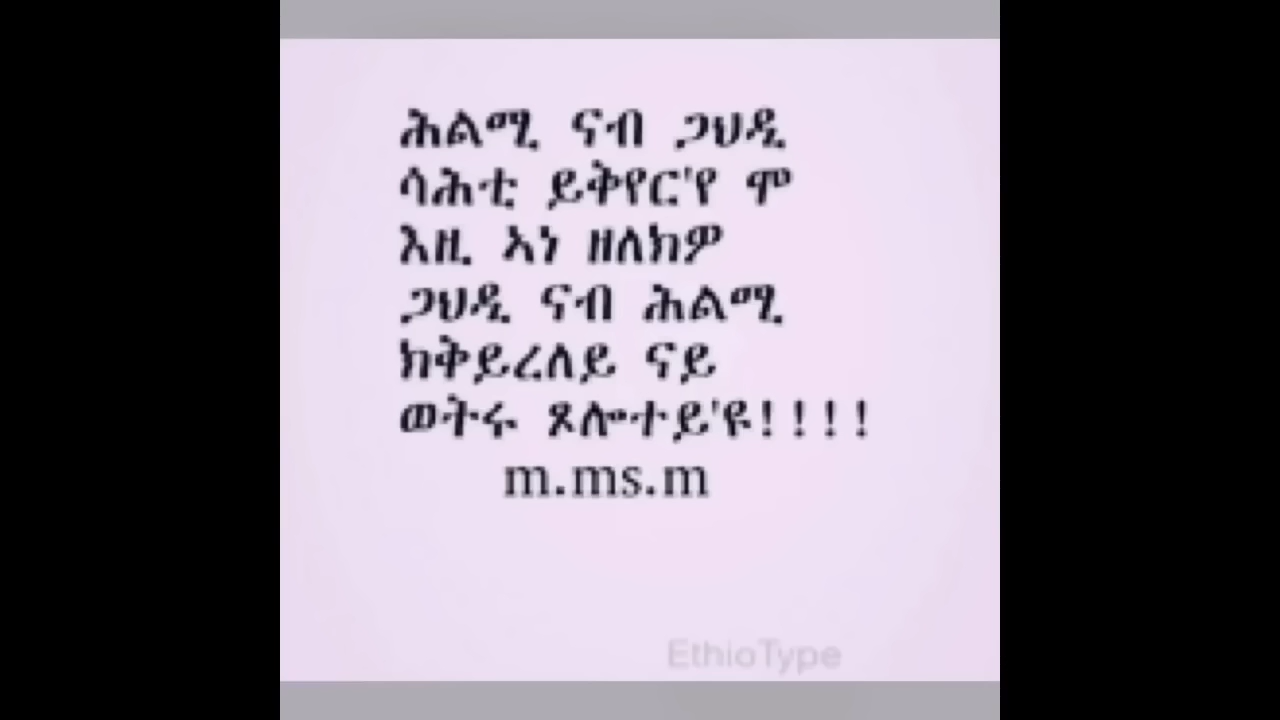 ሕልሚ ናብ ጋህዲ
ሳሕቲ ይቅየር'የ ሞ
እዚ ኣነ ዘለክዎ
ጋህዲ ናብ ሕልሚ
ክቅይረለይ ናይ
ወትሩ ጸሎተይ'ዩ!!!!
m.ms.m
EthioType